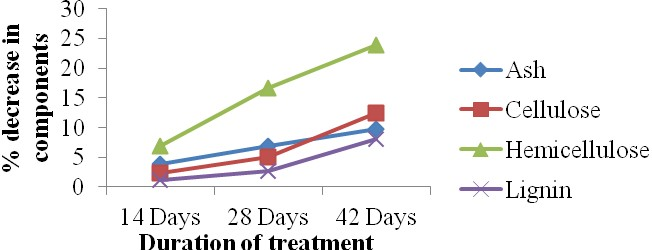 % decrease in
components
30
25
20
15
10
5
0
14 Days
28 Days
42 Days
Duration of treatment
Ash
Cellulose
Hemicellulose
Lignin